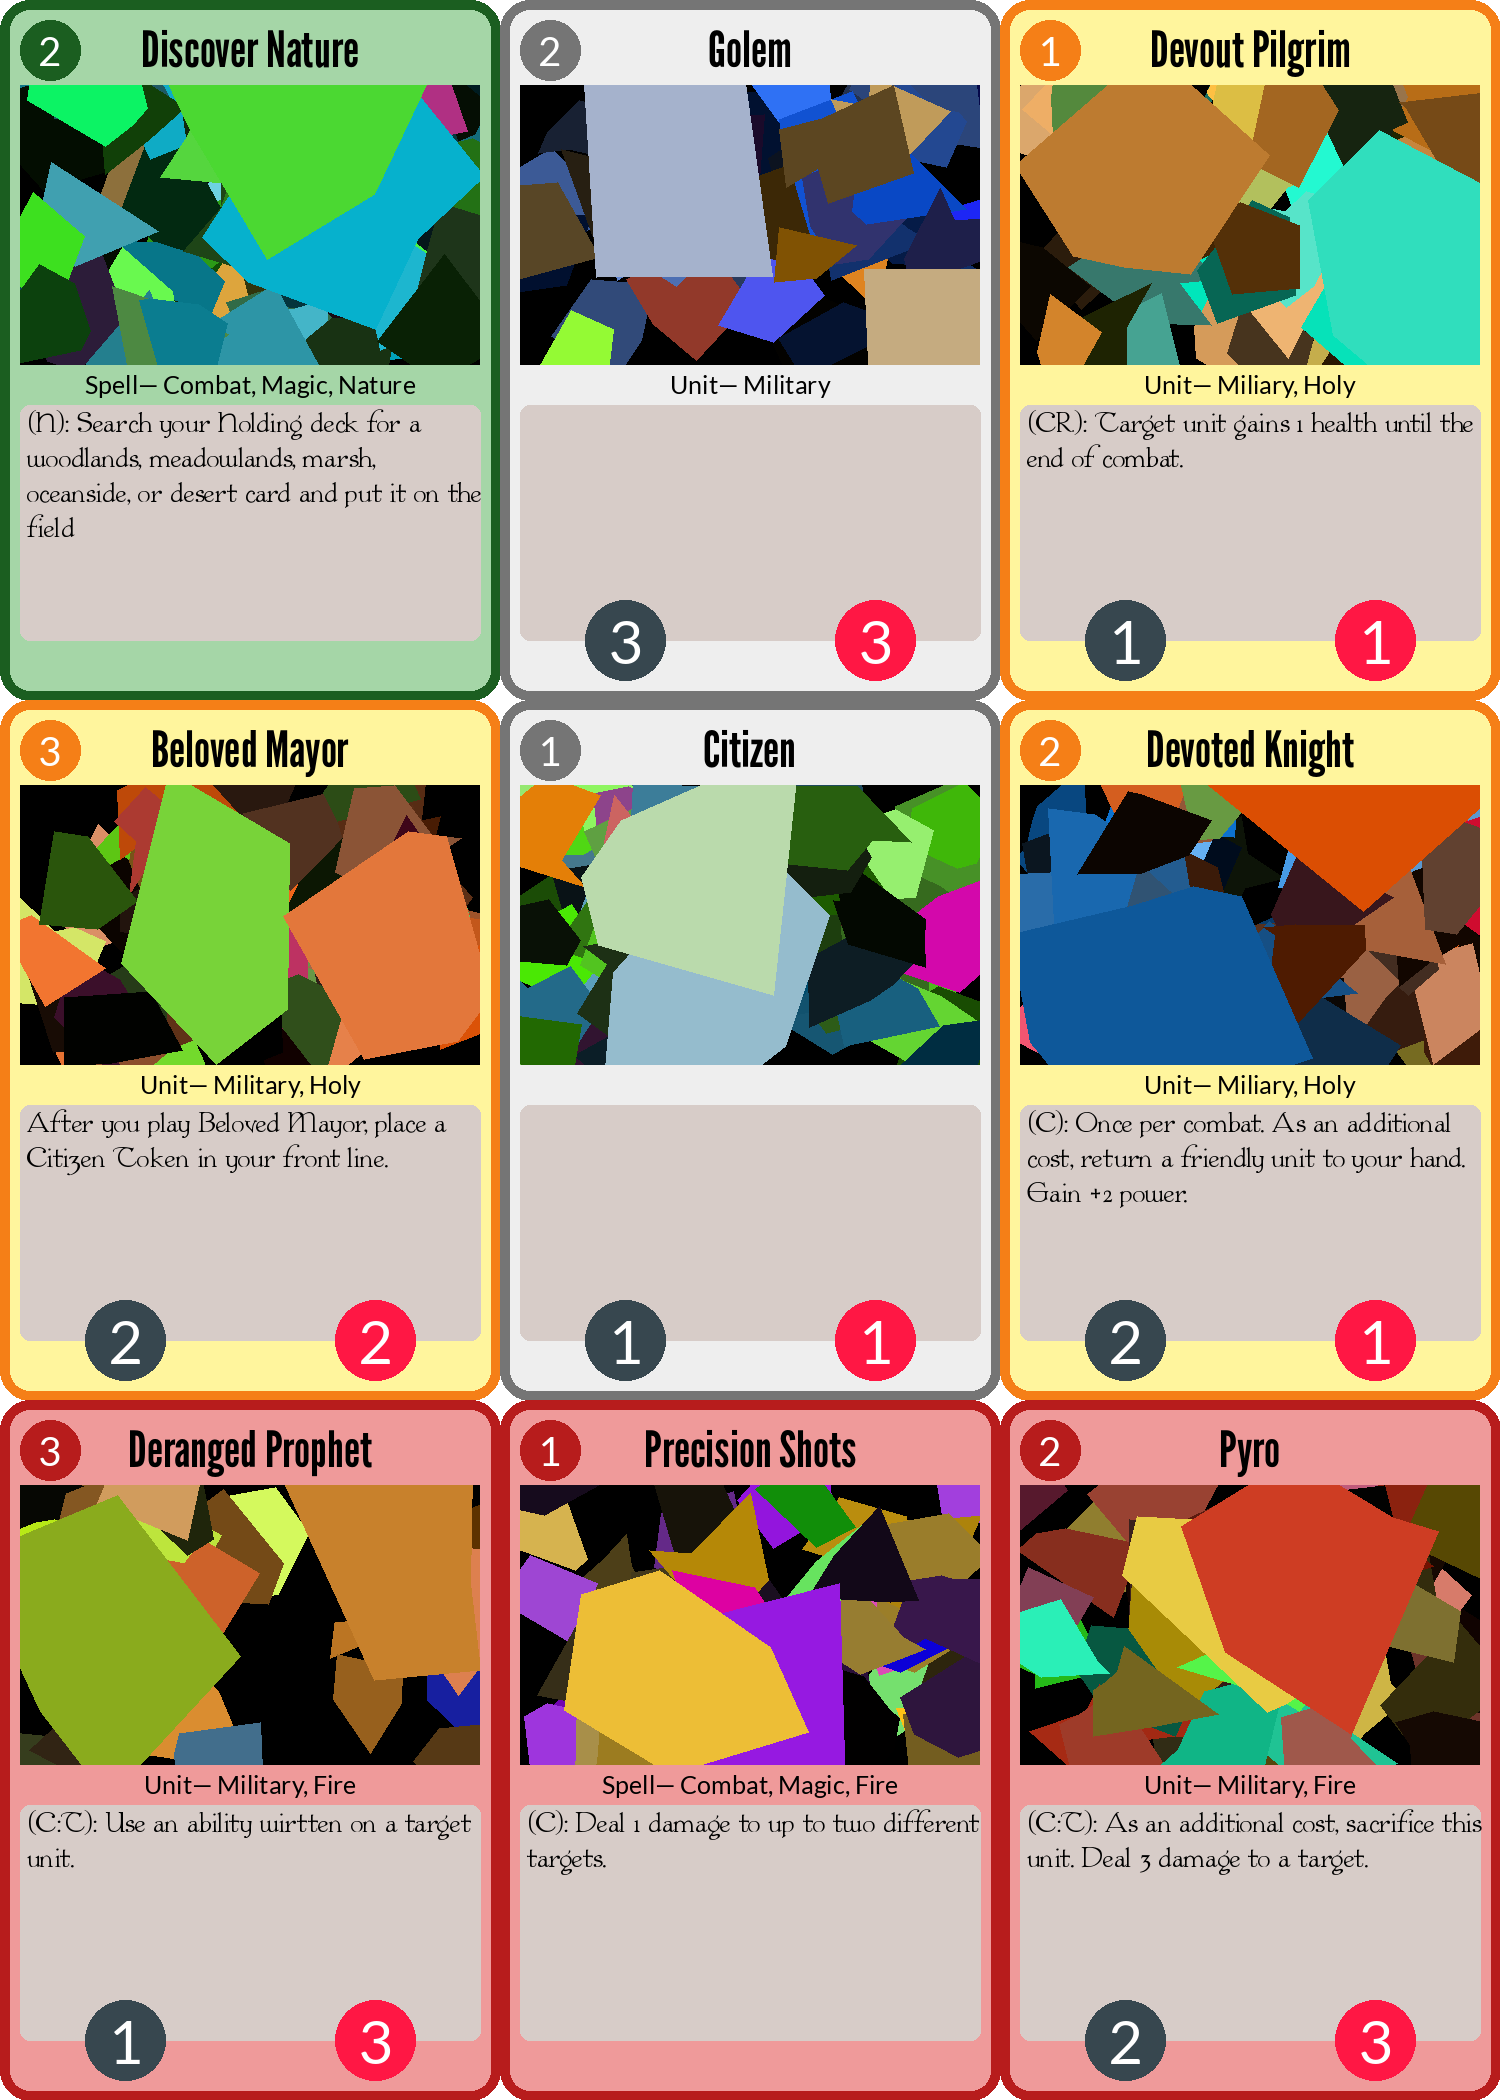 2
Discover Nature
Spell— Combat, Magic, Nature
(N): Search your Nolding deck for a
woodlands, meadowlands, marsh,
oceanside, or desert card and put it on the
field
2
Golem
Unit— Military
3
3
1
Devout Pilgrim
Unit— Miliary, Holy
(CR): Target unit gains 1 health until the
end of combat.
1
1
3
Beloved Mayor
Unit— Military, Holy
After you play Beloved Mayor, place a
Citizen Token in your front line.
2
2
1
Citizen
1
1
2
Devoted Knight
Unit— Miliary, Holy
(C): Once per combat. As an additional
cost, return a friendly unit to your hand.
Gain +2 power.
2
1
3
Deranged Prophet
Unit— Military, Fire
(C:T): Use an ability wirtten on a target
unit.
1
3
1
Precision Shots
Spell— Combat, Magic, Fire
(C): Deal 1 damage to up to two different
targets.
2
Pyro
Unit— Military, Fire
(C:T): As an additional cost, sacrifice this
unit. Deal 3 damage to a target.
2
3